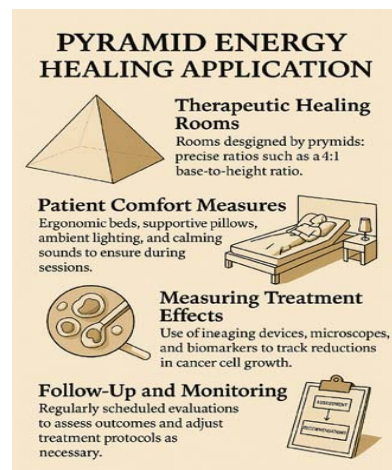 PYRAMID ENERGY
HEALING APPLICATION
Therapeutic Healing
Rooms
Rooms desgigned by prymids:
precise ratios such as a 4:1
base-to-height ratio.
Patient Comfort Measures
Ergonomic beds, supportive pillows,
ambient lighting, and calming
sounds to ensure during
sessions.
Measuring Treatment
Effects
Use of ineaging devices, microscopes,
and biomarkers to track reductions
in cancer cell growth.
Follow-Up and Monitoring
Regularly scheduled evaluations
to assess outcomes and adjust
treatment protocols as
necessary.
ASSESSMENT
RECOMMENDATIONS